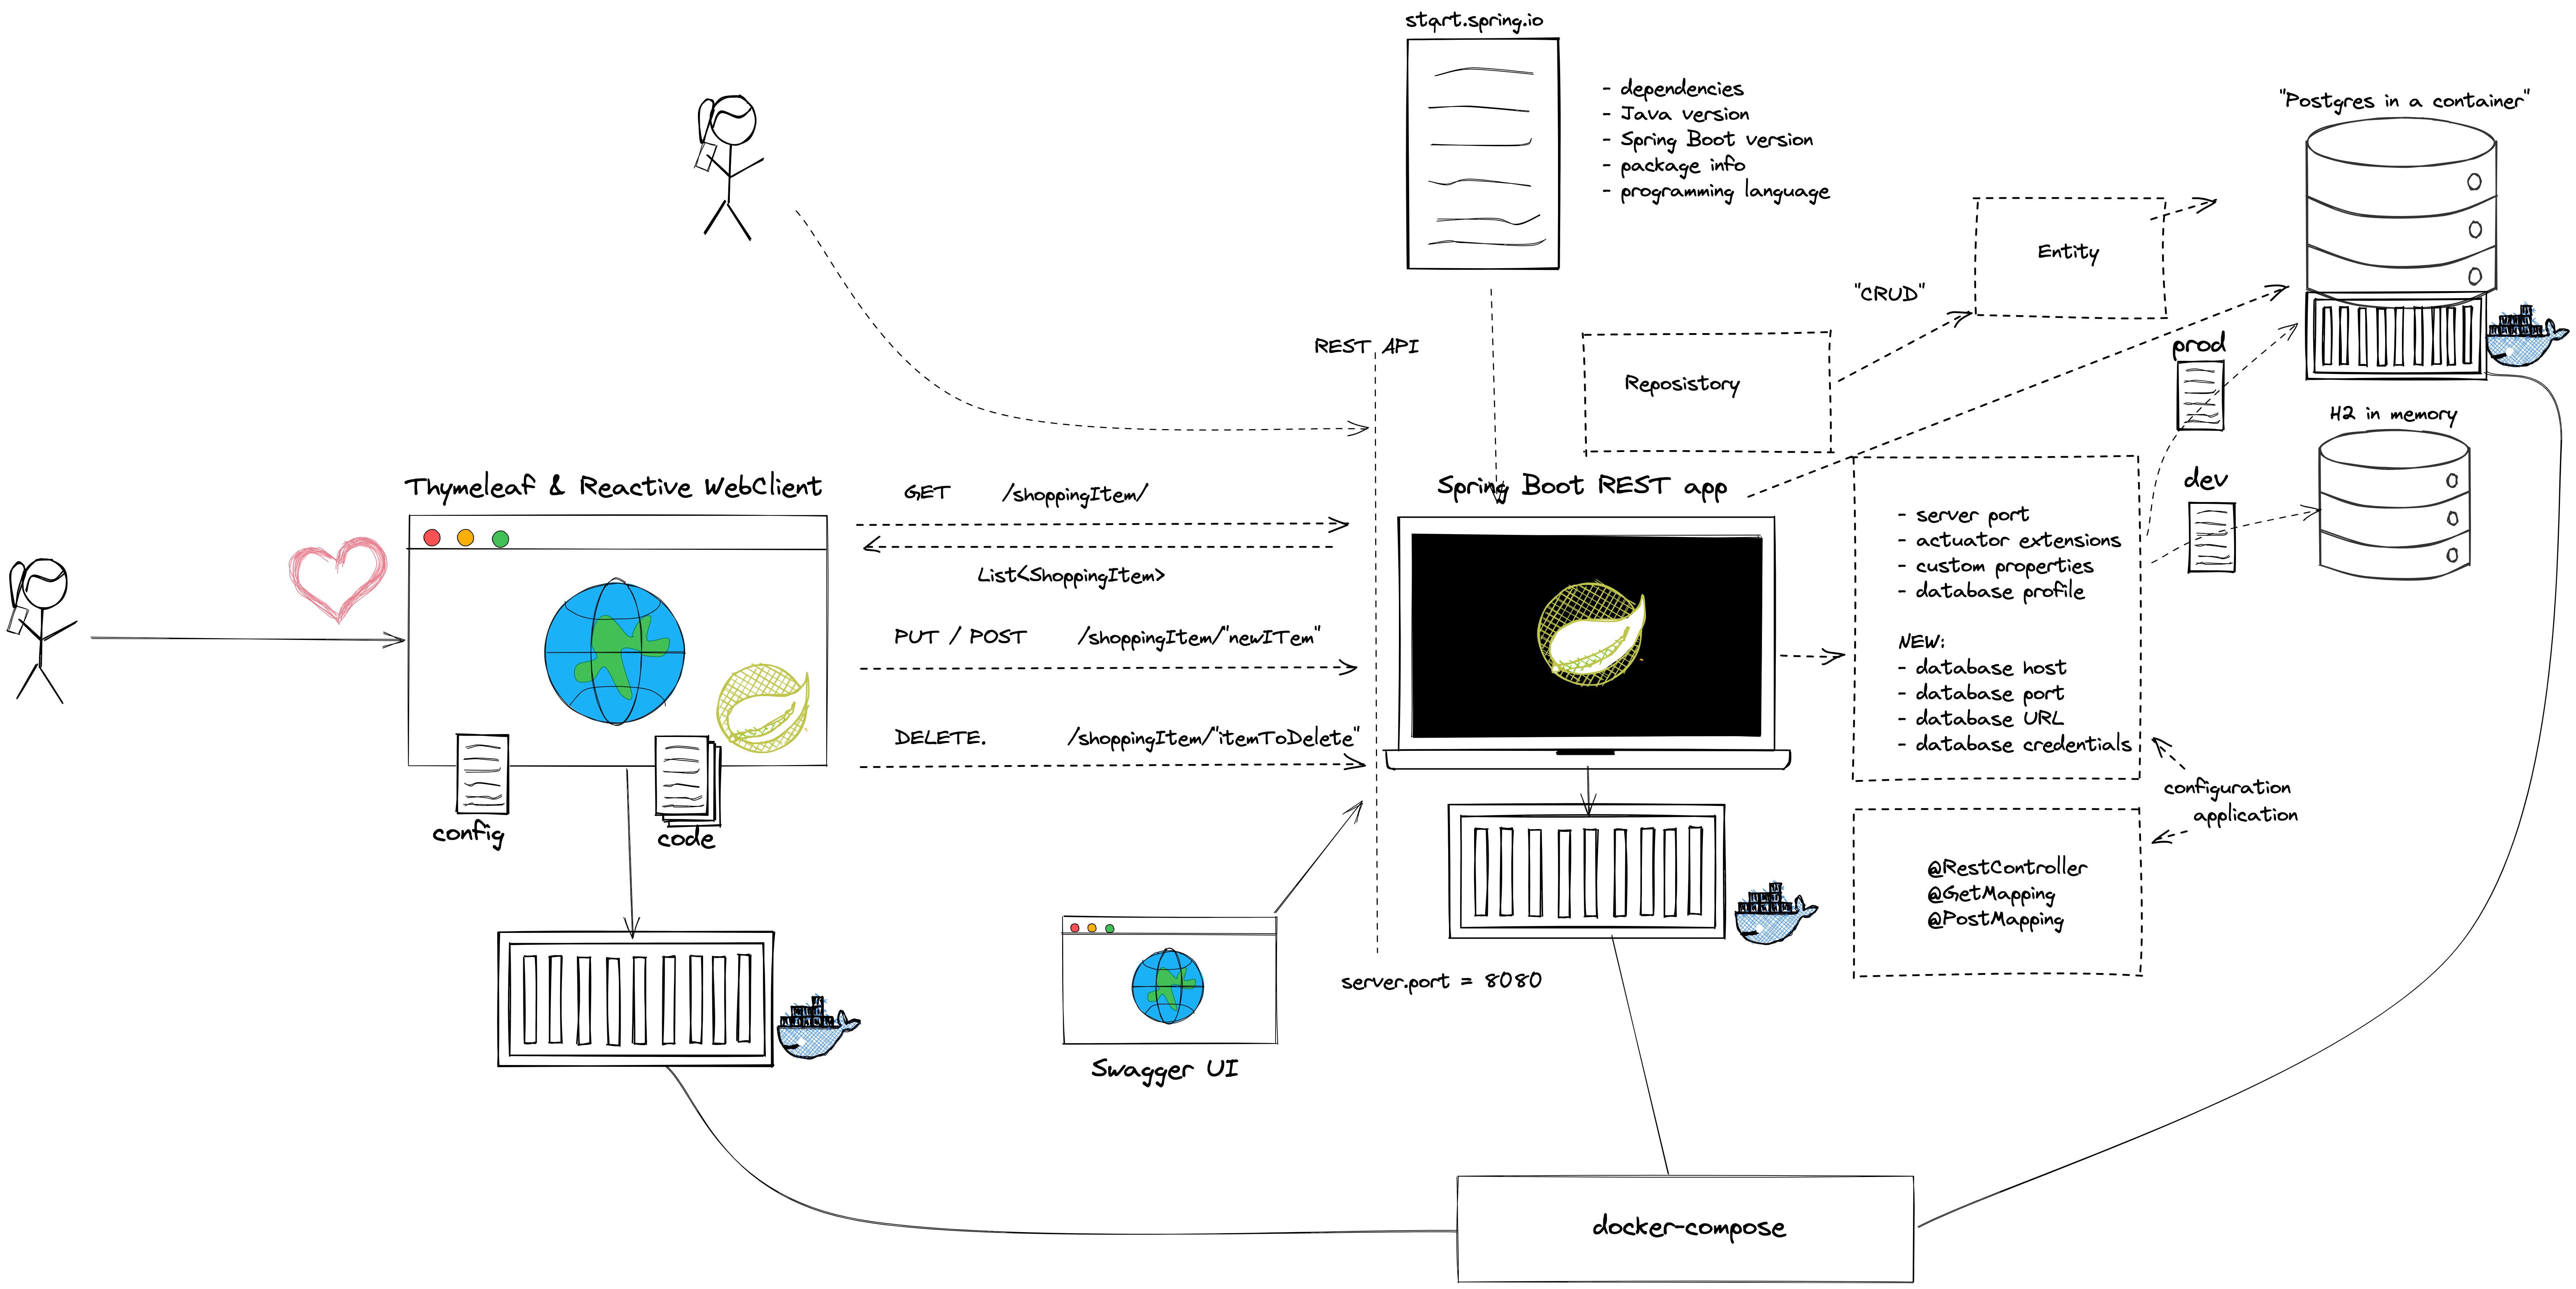 start.spring.io
- dependencies
- Java version
- Spring Boot version
- package info
- programming language
"Postgres in a container"
Entity
"CRUD"
REST API
Reposistory
prod
H2 in memory
dev
Thymeleaf & Reactive WebClient
GET /shoppingItem/
List<ShoppingItem>
PUT / POST /shoppingItem/"newITem"
DELETE. /shoppingItem/"itemToDelete"
Spring Boot REST app
- server port
- actuator extensions
- custom properties
- database profile
NEW:
- database host
- database port
- database URL
- database credentials
configuration
application
@RestController
@GetMapping
@PostMapping
config
code
server.port = 8080
Swagger UI
docker-compose